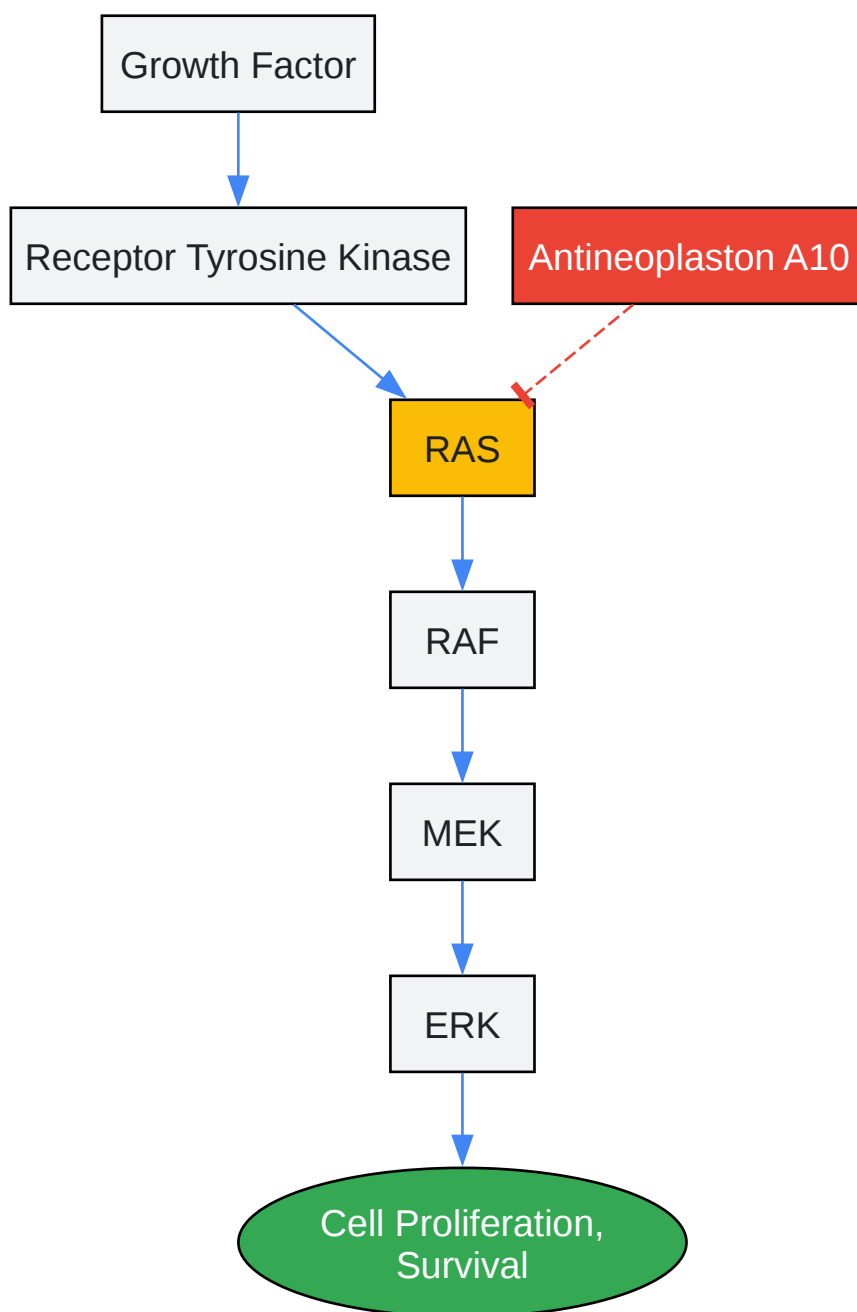 Growth Factor
Receptor Tyrosine Kinase
Antineoplaston A10
RAS
RAF
MEK
ERK
Cell Proliferation,
Survival